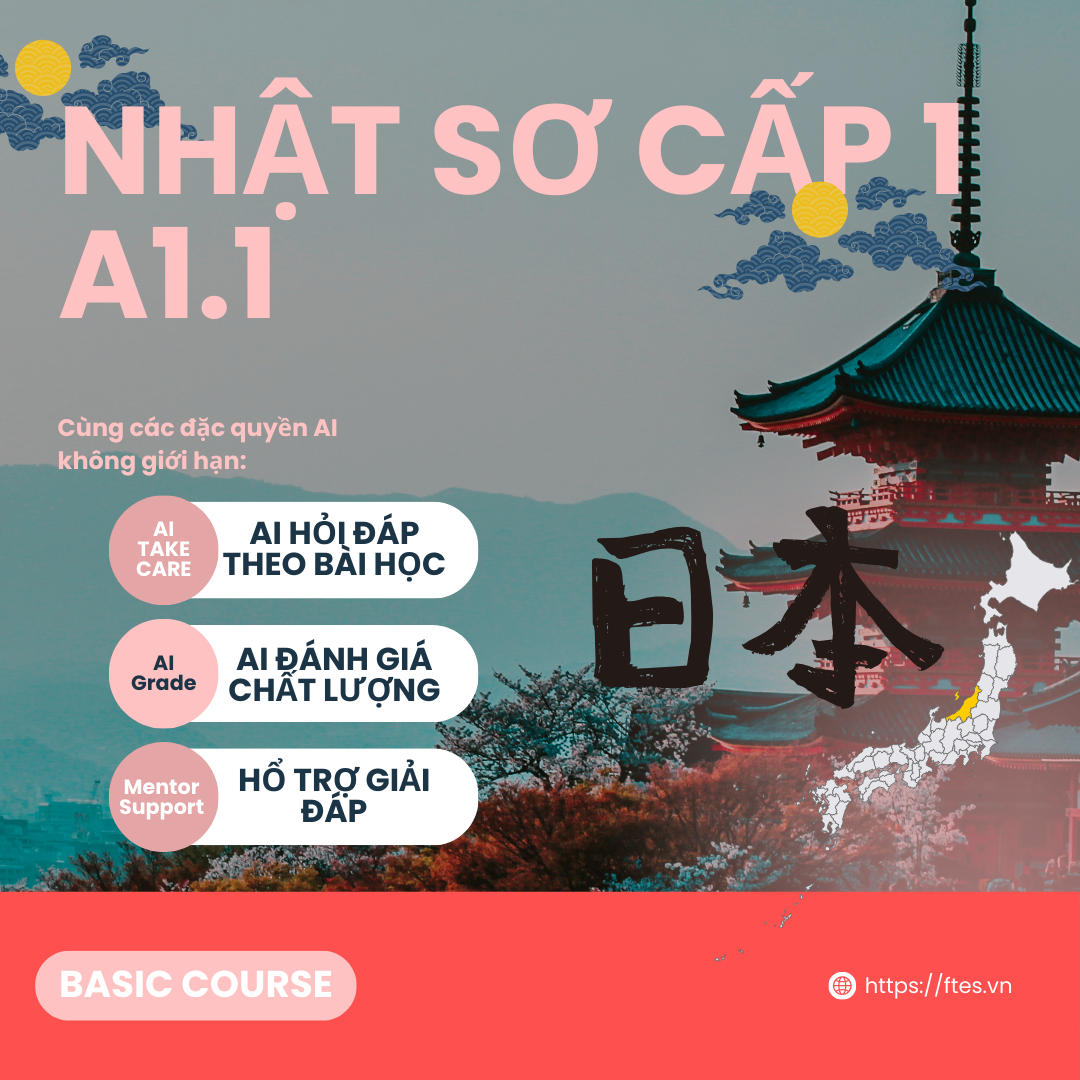 NHẬT SƠ CẤP 1
A1.1
Cùng các đặc quyền AI
không giới hạn:
AI
TAKE
CARE
AI HỎI ĐÁP
THEO BÀI HỌC
AI
Grade
AI ĐÁNH GIÁ
CHẤT LƯỢNG
Mentor
Support
HỔ TRỢ GIẢI
ĐÁP
日本
BASIC COURSE
https://ftes.vn